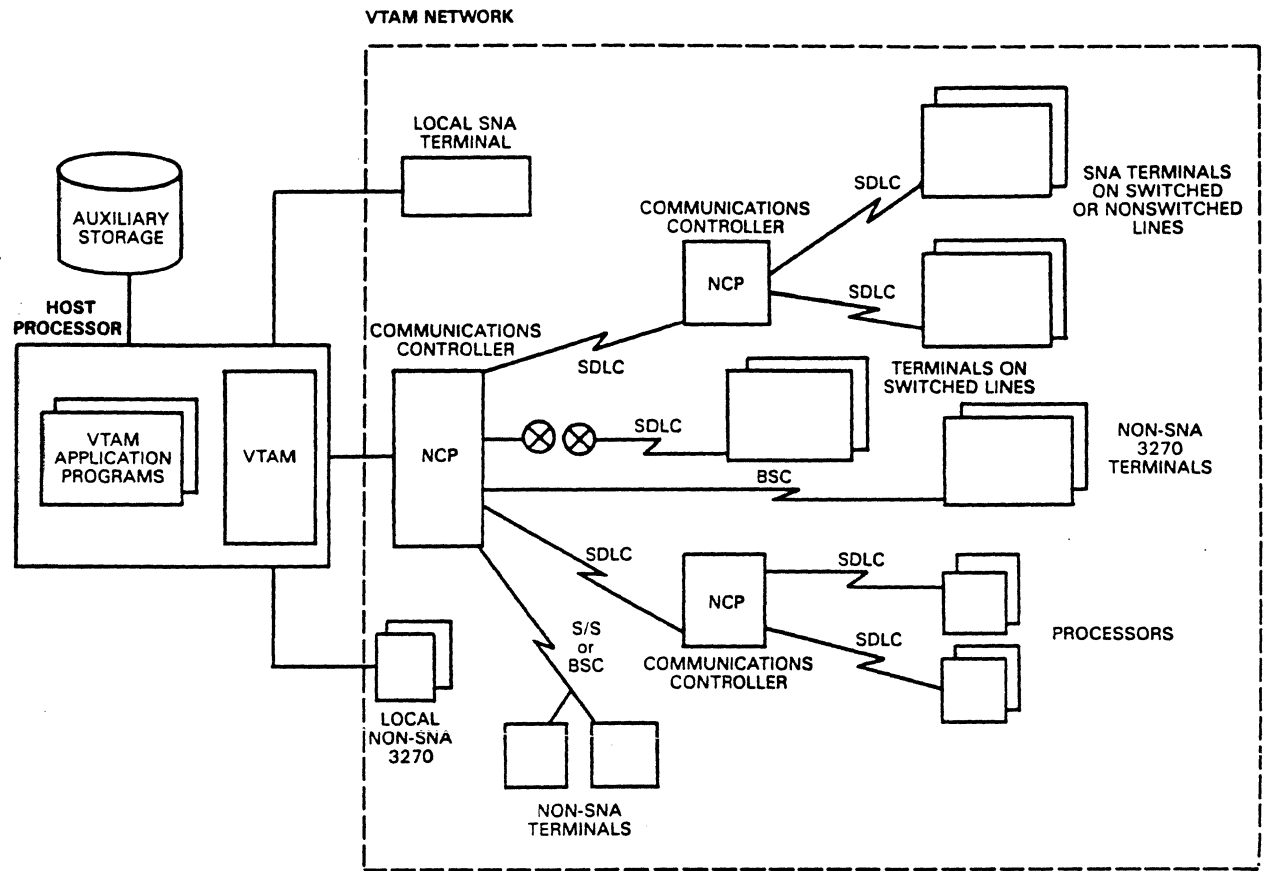 VTAM NETWORK
LOCAL SNA
TERMINAL
AUXILIARY
STORAGE
HOST
PROCESSOR
VTAM
APPLICATION
PROGRAMS
VTAM
COMMUNICATIONS
CONTROLLER
NCP
SDLC
COMMUNICATIONS
CONTROLLER
NCP
SDLC
SDLC
SNA TERMINALS
ON SWITCHED
OR NONSWITCHED
LINES
SDLC
TERMINALS ON
SWITCHED LINES
BSC
NON-SNA
3270
TERMINALS
SDLC
NCP
COMMUNICATIONS
CONTROLLER
SDLC
SDLC
PROCESSORS
S/S
or
BSC
NON-SNA
TERMINALS
LOCAL
NON-SNA
3270